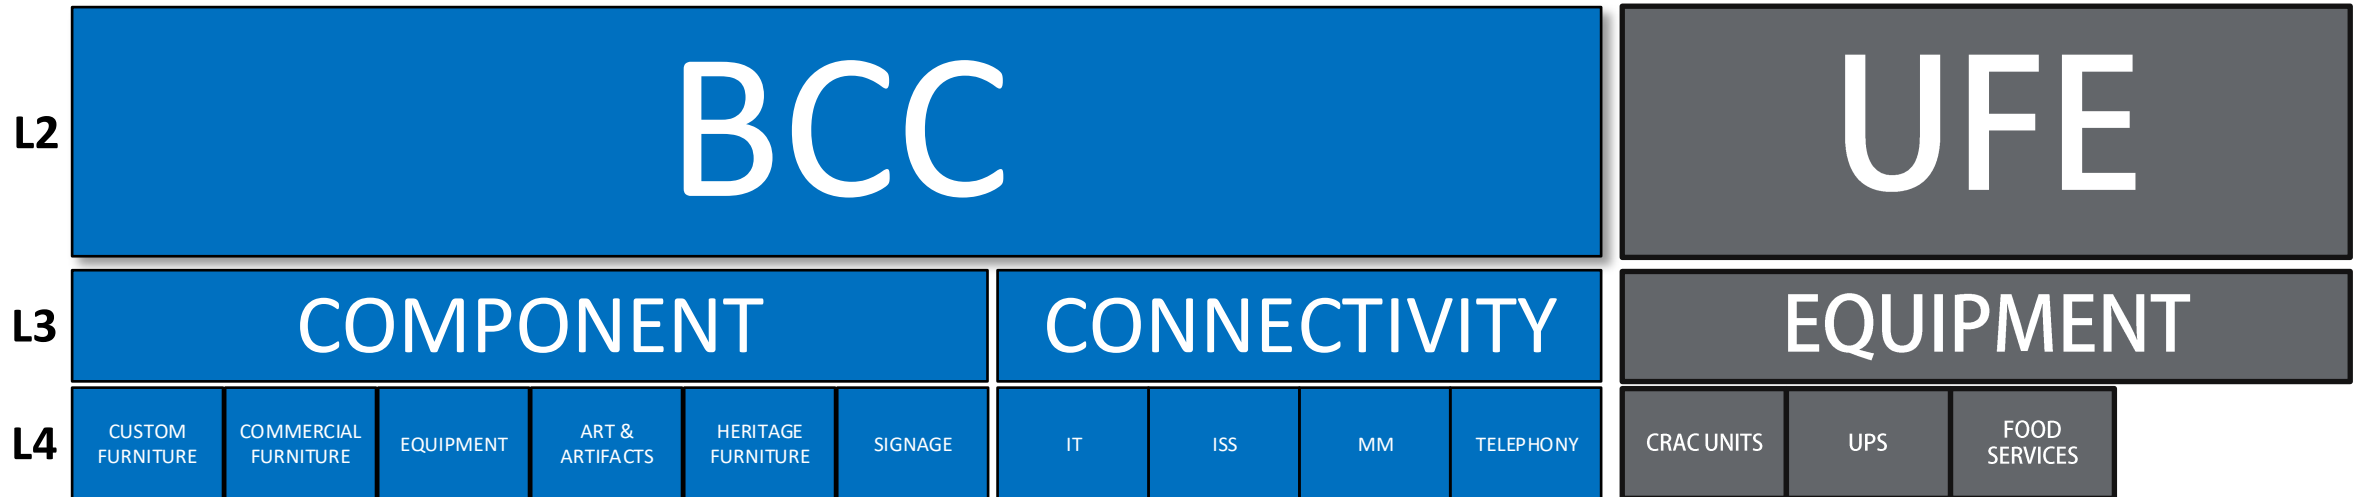 L2
BCC
UFE
L3
COMPONENT
CONNECTIVITY
EQUIPMENT
L4
CUSTOM
FURNITURE
COMMERCIAL
FURNITURE
EQUIPMENT
ART &
ARTIFACTS
HERITAGE
FURNITURE
SIGNAGE
IT
ISS
MM
TELEPHONY
CRAC UNITS
UPS
FOOD
SERVICES